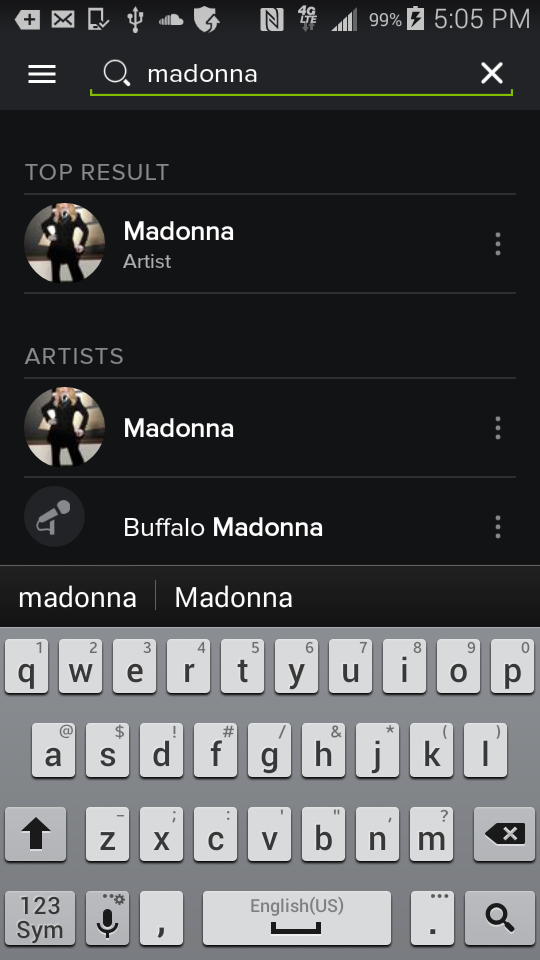 4G LTE 99% 5:05 PM
madonna
TOP RESULT
Madonna
Artist
ARTISTS
Madonna
Buffalo Madonna
madonna Madonna
1 2 3 4 5 6 7 8 9 0
q w e r t y u i o p
@ $ ! # / & * ( )
a s d f g h j k l
- ; : ' " , ?
z x c v b n m
123 Sym , English(US) .